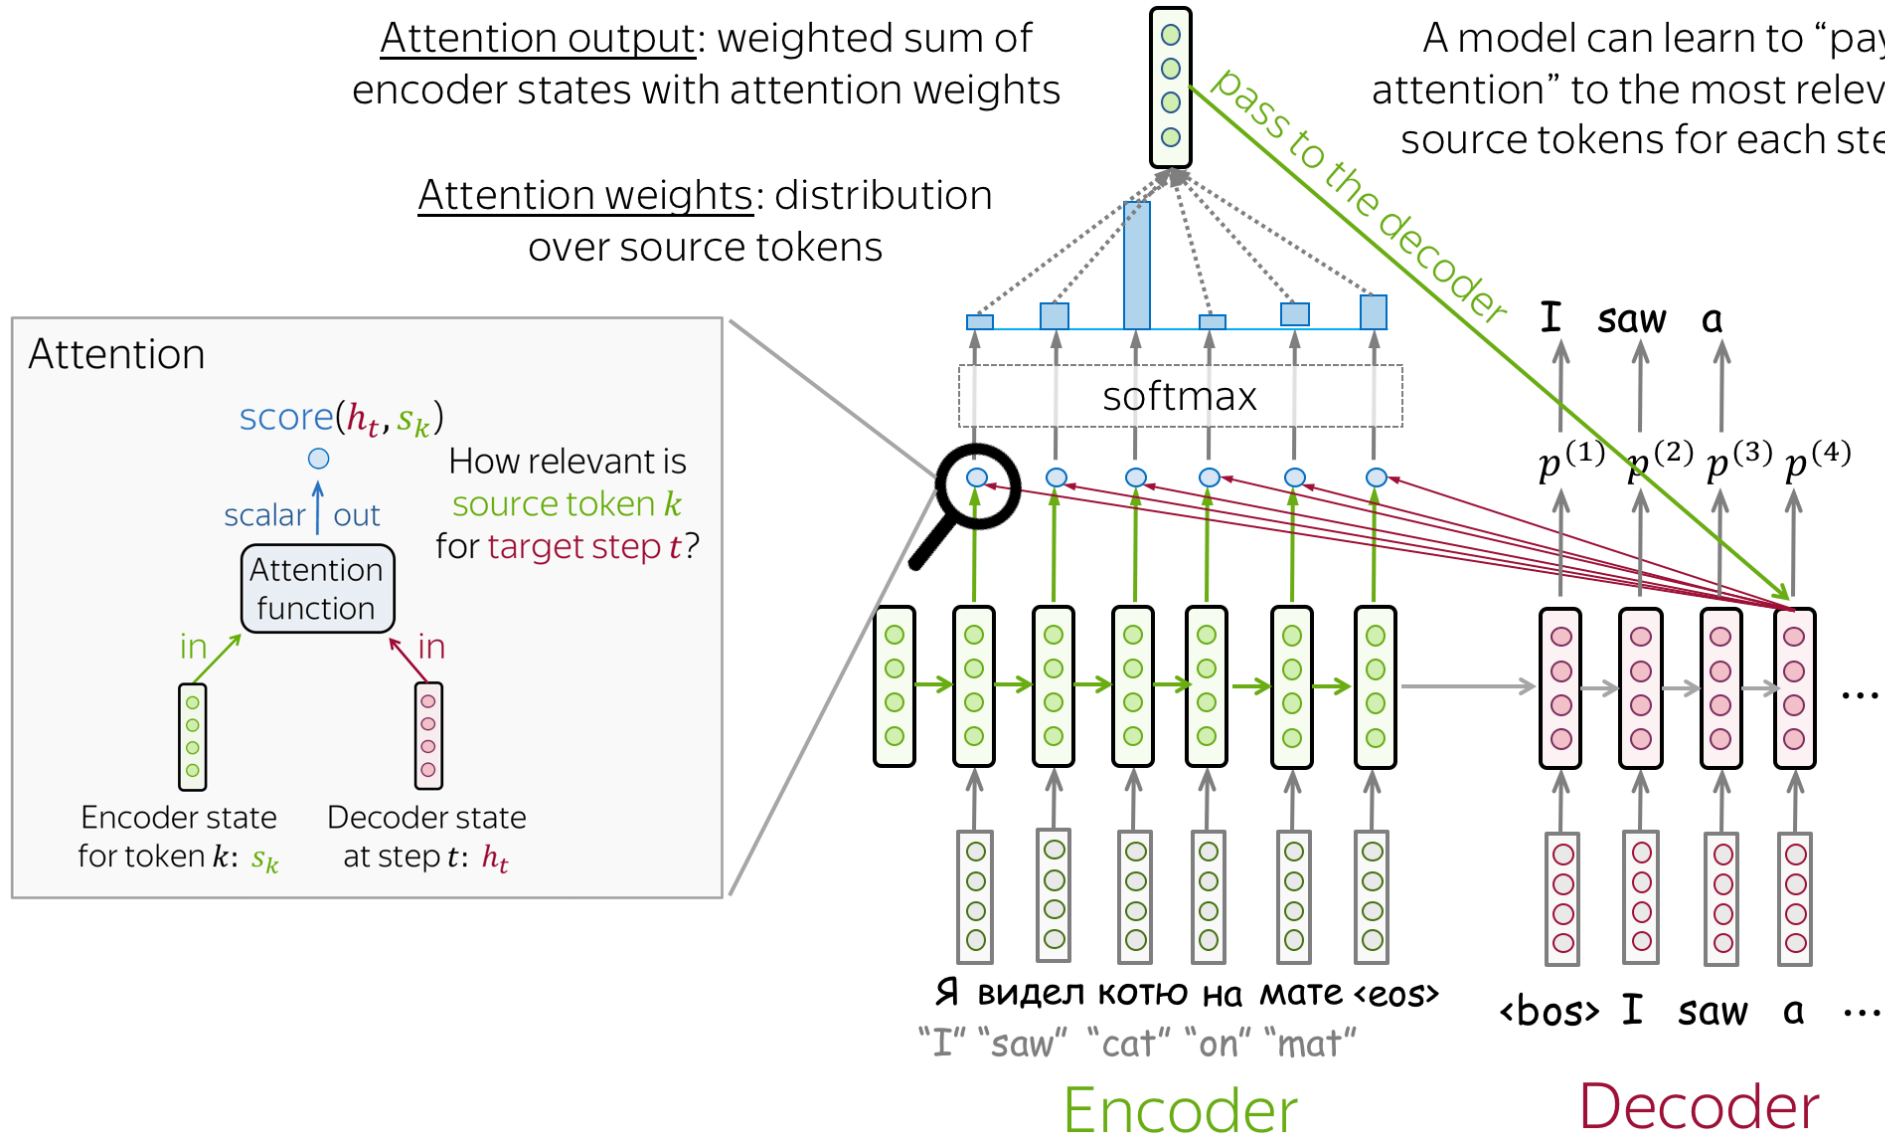 Attention output: weighted sum of
encoder states with attention weights
Attention weights: distribution
over source tokens
A model can learn to “pay
attention” to the most
source tokens for each
pass to the decoder
Attention
score(h_t, s_k)
How relevant is
source token k
for target step t?
scalar out
Attention
function
in in
Encoder state
for token k: s_k
Decoder state
at step t: h_t
softmax
I saw a
p^(1) p^(2) p^(3) p^(4)
...
Я видел котю на мате <eos>
“I” “saw” “cat” “on” “mat”
<bos> I saw a ...
Encoder
Decoder